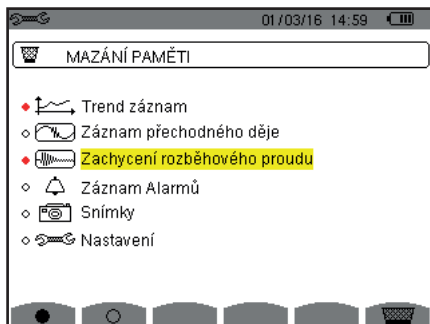 01/03/16 14:59
MAZÁNÍ PAMĚTI
Trend záznam
Záznam přechodného děje
Zachycení rozběhového proudu
Záznam Alarmů
Snímky
Nastavení